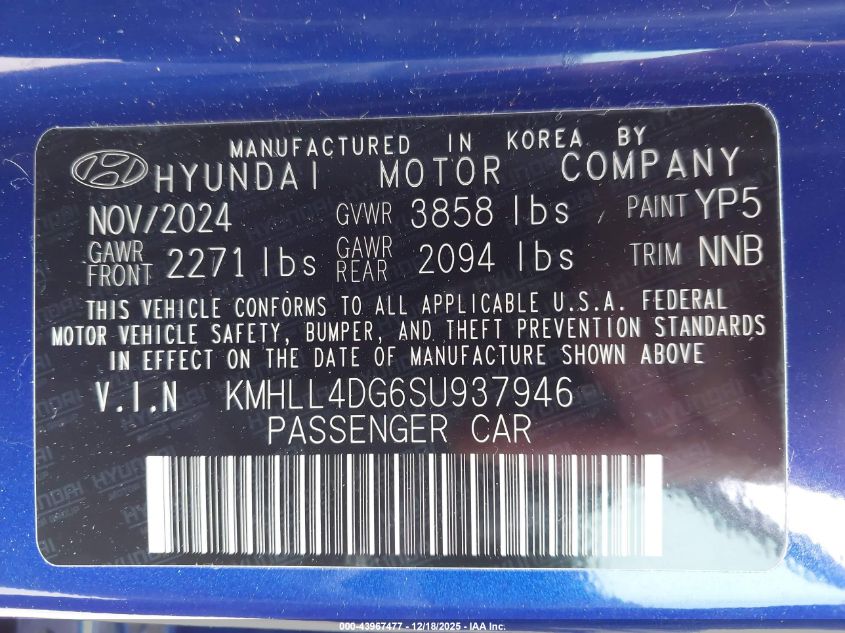 MANUFACTURED IN KOREA BY
HYUNDAI MOTOR COMPANY
NOV/2024 GVWR 3858 lbs PAINT YP5
GAWR FRONT 2271 lbs GAWR REAR 2094 lbs TRIM NNB
THIS VEHICLE CONFORMS TO ALL APPLICABLE U.S.A. FEDERAL
MOTOR VEHICLE SAFETY, BUMPER, AND THEFT PREVENTION STANDARDS
IN EFFECT ON THE DATE OF MANUFACTURE SHOWN ABOVE
V.I.N KMHLL4DG6SU937946
PASSENGER CAR
000-43967477 - 12/18/2025 - IAA Inc.